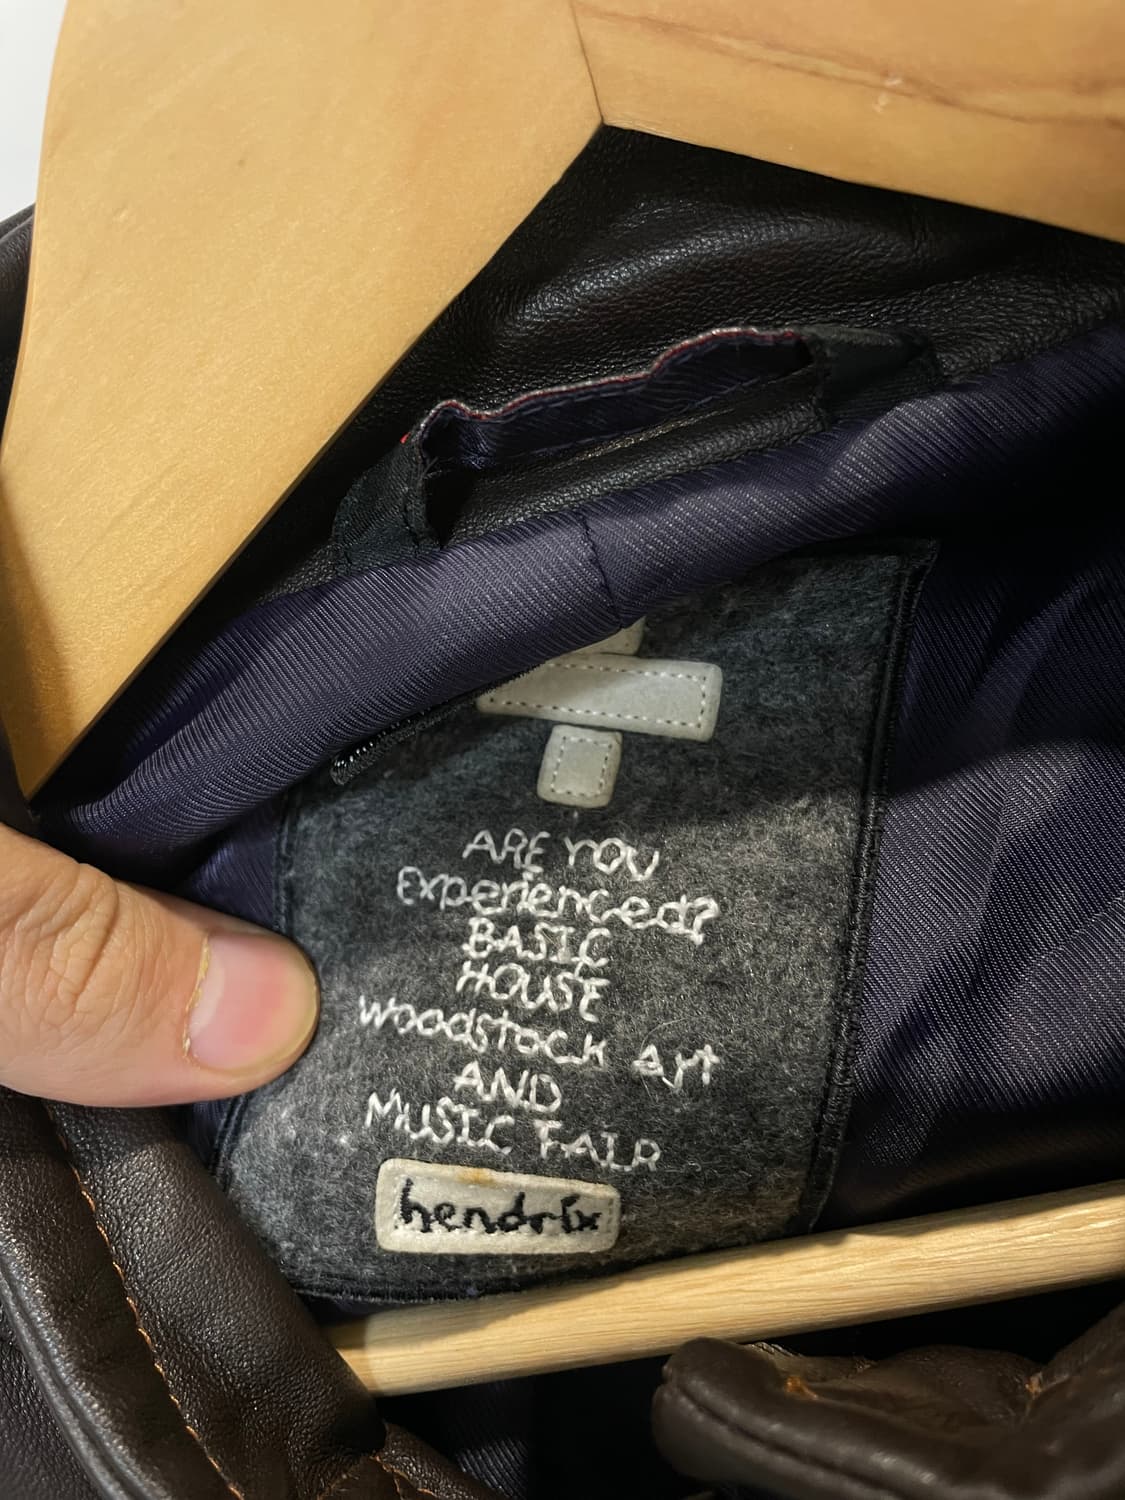 ARE YOU
Experienced?
BASIC
HOUSE
woodstock Art
AND
MUSIC FAIR
hendrix